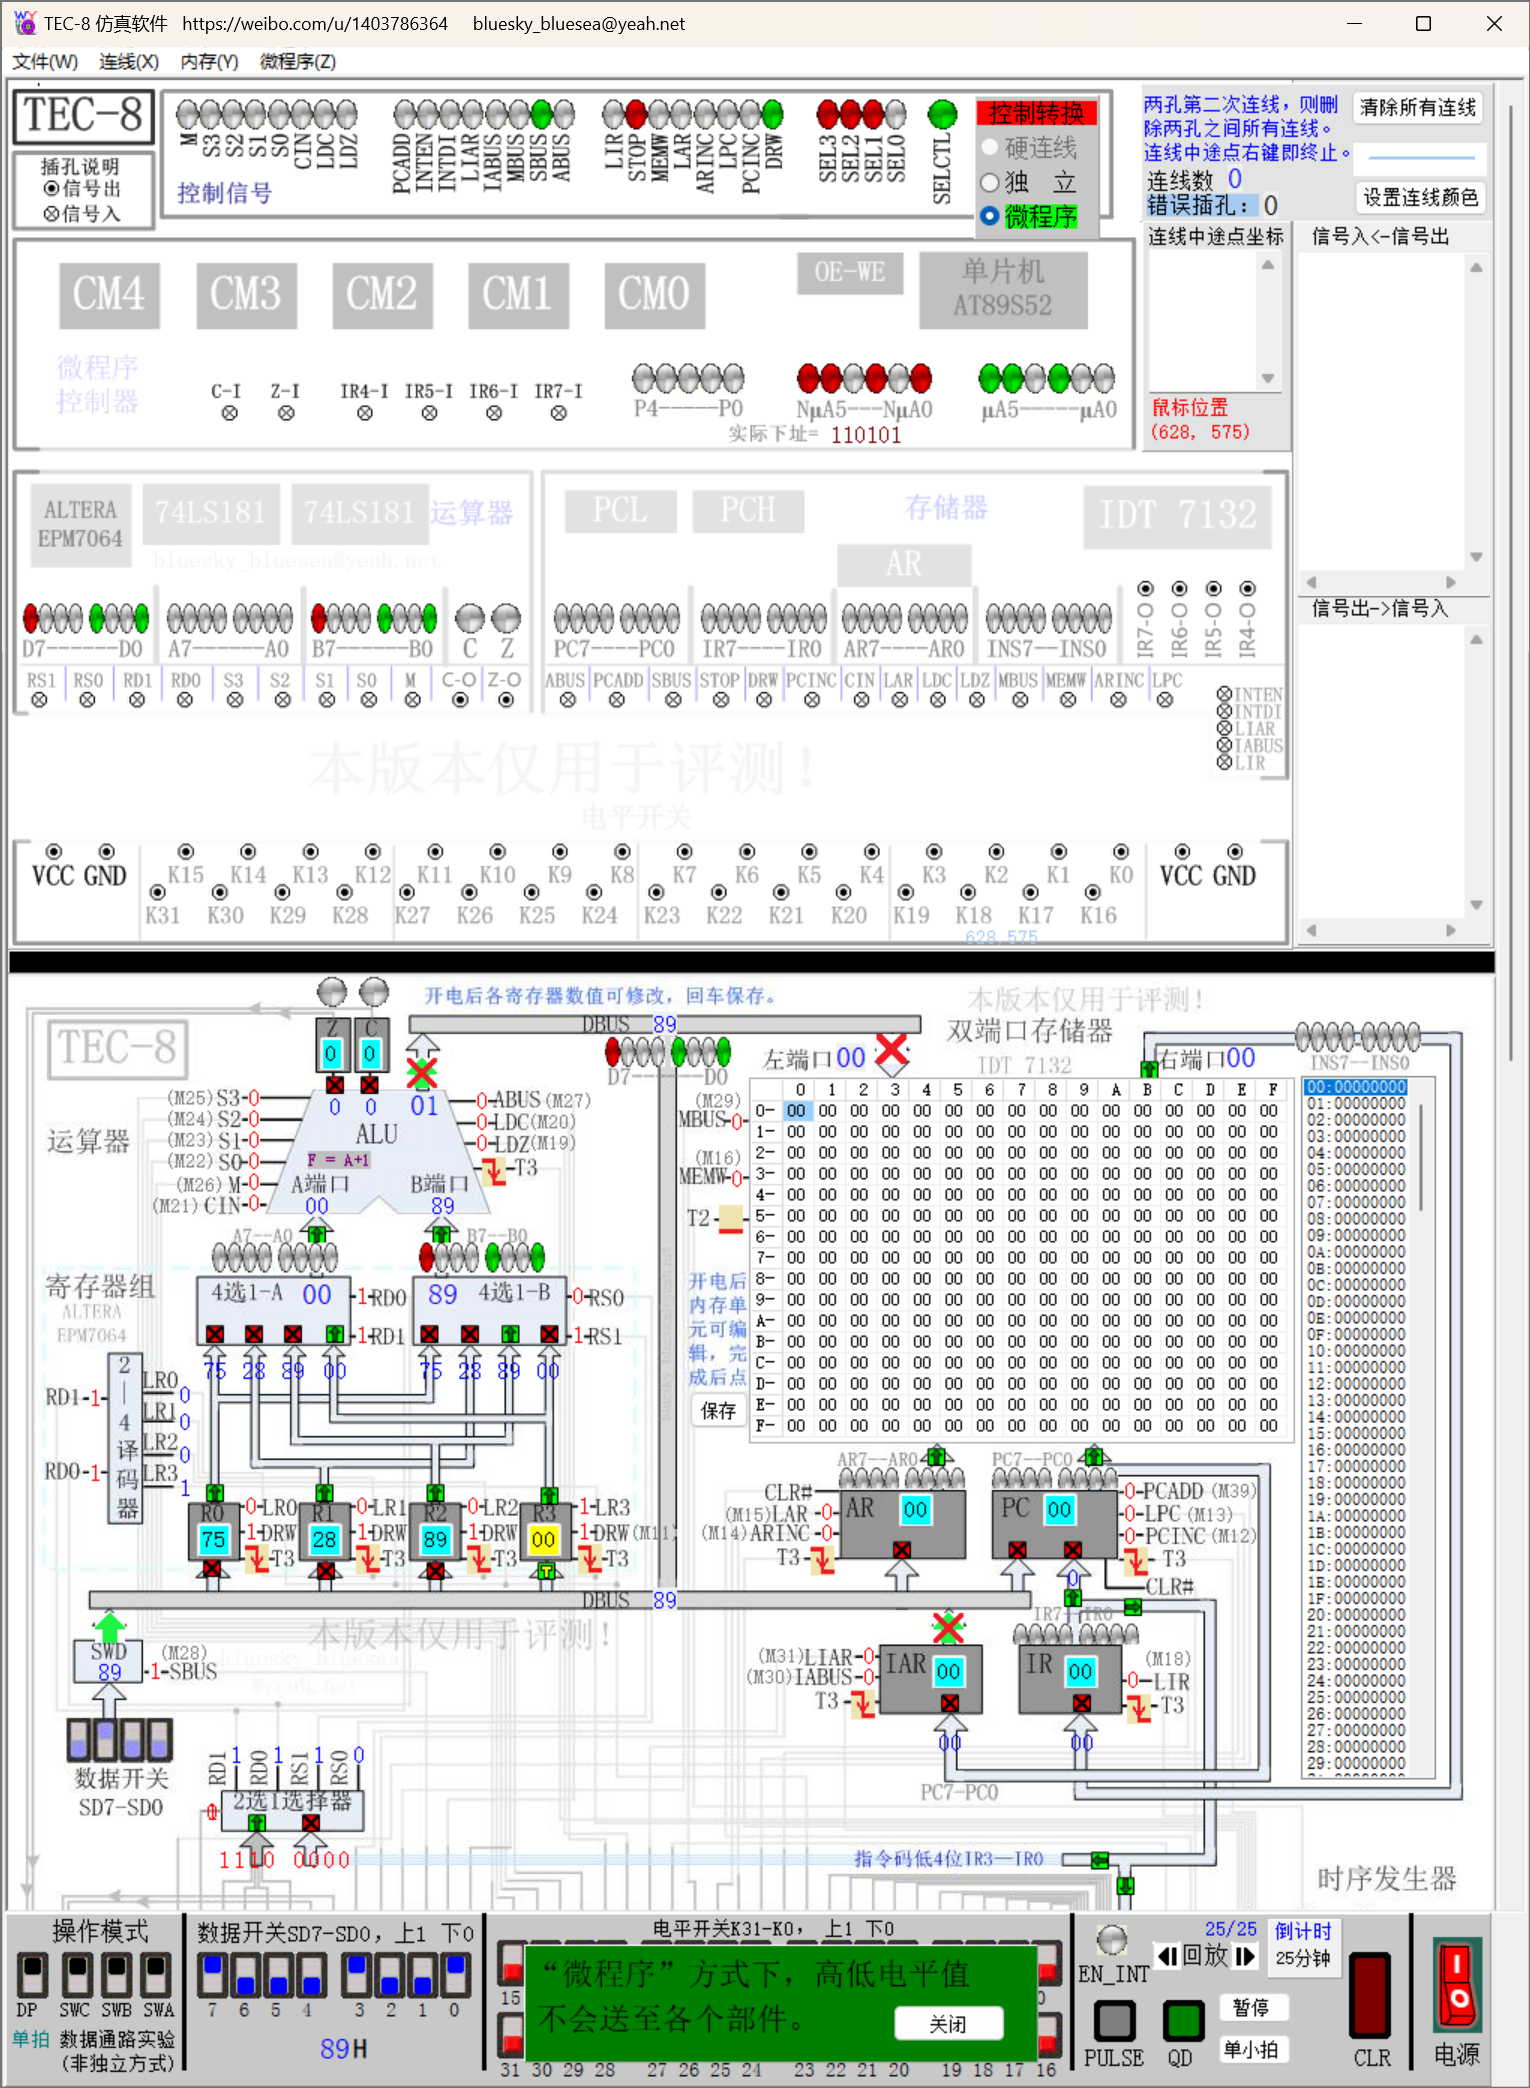 TEC-8 仿真软件 https://weibo.com/u/1403786364 bluesky_bluesea@yeah.net
文件(W) 连线(X) 内存(Y) 微程序(Z)
TEC-8
插孔说明
信号出
信号入
M S3 S2 S1 S0 CIN LDC LDZ
控制信号
PCADD INTEN INTDI LIAR IABUS MBUS SBUS ABUS
LIR STOP MEMW LAR ARINC LPC PCINC DRW
SEL3 SEL2 SEL1 SEL0
SELCTL
控制转换
硬连线
独 立
微程序
两孔第二次连线，则删
除两孔之间所有连线。
连线中途点右键即终止。
连线数 0
错误插孔： 0
清除所有连线
设置连线颜色
连线中途点坐标
信号入<-信号出
鼠标位置
(628, 575)
信号出->信号入
CM4 CM3 CM2 CM1 CM0
OE-WE
单片机
AT89S52
微程序
控制器
C-I Z-I IR4-I IR5-I IR6-I IR7-I
P4-----P0
NμA5---NμA0
μA5-----μA0
实际下址= 110101
ALTERA
EPM7064
74LS181 74LS181 运算器
bluesky_bluesea@yeah.net
D7------D0 A7----A0 B7------B0 C Z
RS1 RS0 RD1 RD0 S3 S2 S1 S0 M C-O Z-O
PCL PCH 存储器 IDT 7132
AR
PC7----PC0 IR7----IR0 AR7----AR0 INS7--INS0
IR7-O IR6-O IR5-O IR4-O
ABUS PCADD SBUS STOP DRW PCINC CIN LAR LDC LDZ MBUS MEMW ARINC LPC
INTEN
INTDI
LIAR
IABUS
LIR
本版本仅用于评测！
电平开关
VCC GND K15 K14 K13 K12 K11 K10 K9 K8 K7 K6 K5 K4 K3 K2 K1 K0 VCC GND
K31 K30 K29 K28 K27 K26 K25 K24 K23 K22 K21 K20 K19 K18 K17 K16
628,575
开电后各寄存器数值可修改，回车保存。
本版本仅用于评测！
TEC-8
Z C
0 0
DBUS 89
D7------D0
双端口存储器
IDT 7132
左端口00
右端口00
INS7--INS0
运算器
(M25) S3-0
(M24) S2-0
(M23) S1-0
(M22) S0-0
(M26) M-0
(M21) CIN-0
0 0 01
ALU
F = A+1
A端口 B端口
00 89
0-ABUS (M27)
0-LDC(M20)
0-LDZ(M19)
T3
(M29)
MBUS-0
(M16)
MEMW-0
T2
0 1 2 3 4 5 6 7 8 9 A B C D E F
0- 00 00 00 00 00 00 00 00 00 00 00 00 00 00 00 00
1- 00 00 00 00 00 00 00 00 00 00 00 00 00 00 00 00
2- 00 00 00 00 00 00 00 00 00 00 00 00 00 00 00 00
3- 00 00 00 00 00 00 00 00 00 00 00 00 00 00 00 00
4- 00 00 00 00 00 00 00 00 00 00 00 00 00 00 00 00
5- 00 00 00 00 00 00 00 00 00 00 00 00 00 00 00 00
6- 00 00 00 00 00 00 00 00 00 00 00 00 00 00 00 00
7- 00 00 00 00 00 00 00 00 00 00 00 00 00 00 00 00
8- 00 00 00 00 00 00 00 00 00 00 00 00 00 00 00 00
9- 00 00 00 00 00 00 00 00 00 00 00 00 00 00 00 00
A- 00 00 00 00 00 00 00 00 00 00 00 00 00 00 00 00
B- 00 00 00 00 00 00 00 00 00 00 00 00 00 00 00 00
C- 00 00 00 00 00 00 00 00 00 00 00 00 00 00 00 00
D- 00 00 00 00 00 00 00 00 00 00 00 00 00 00 00 00
E- 00 00 00 00 00 00 00 00 00 00 00 00 00 00 00 00
F- 00 00 00 00 00 00 00 00 00 00 00 00 00 00 00 00
开电后
内存单
元可编
辑，完
成后点
保存
00:00000000
01:00000000
02:00000000
03:00000000
04:00000000
05:00000000
06:00000000
07:00000000
08:00000000
09:00000000
0A:00000000
0B:00000000
0C:00000000
0D:00000000
0E:00000000
0F:00000000
10:00000000
11:00000000
12:00000000
13:00000000
14:00000000
15:00000000
16:00000000
17:00000000
18:00000000
19:00000000
1A:00000000
1B:00000000
1C:00000000
1D:00000000
1E:00000000
1F:00000000
20:00000000
21:00000000
22:00000000
23:00000000
24:00000000
25:00000000
26:00000000
27:00000000
28:00000000
29:00000000
A7--A0 B7--B0
寄存器组
ALTERA
EPM7064
4选1-A 00 1-RD0
1-RD1
89 4选1-B 0-RS0
1-RS1
75 28 89 00 75 28 89 00
2—4译码器
RD1-1
RD0-1
LR0 0
LR1 0
LR2 0
LR3 1
R0 75 0-LR0 1-DRW T3
R1 28 0-LR1 1-DRW T3
R2 89 0-LR2 1-DRW T3
R3 00 1-LR3 1-DRW(M11) T3
AR7--AR0
CLR#
(M15)LAR-0
(M14)ARINC-0
T3
AR 00
PC7--PC0
PC 00
0-PCADD (M39)
0-LPC (M13)
0-PCINC (M12)
T3
CLR#
0
DBUS 89
本版本仅用于评测！
SWD
89
(M28)
1-SBUS
数据开关
SD7-SD0
(M31)LIAR-0
(M30)IABUS-0
T3
IAR 00
IR7--IR0
IR 00
(M18)
0-LIR
T3
00 00
PC7-PC0
RD1 1 RD0 1 RS1 1 RS0 0
2选1选择器
1110 0000
指令码低4位IR3—IR0
时序发生器
操作模式
DP SWC SWB SWA
单拍 数据通路实验
(非独立方式)
数据开关SD7-SD0，上1 下0
7 6 5 4 3 2 1 0
89H
电平开关K31-K0，上1 下0
15 0
“微程序”方式下，高低电平值
不会送至各个部件。
关闭
31 30 29 28 27 26 25 24 23 22 21 20 19 18 17 16
EN_INT
25/25
回放
倒计时
25分钟
PULSE QD
暂停
单小拍
CLR
电源